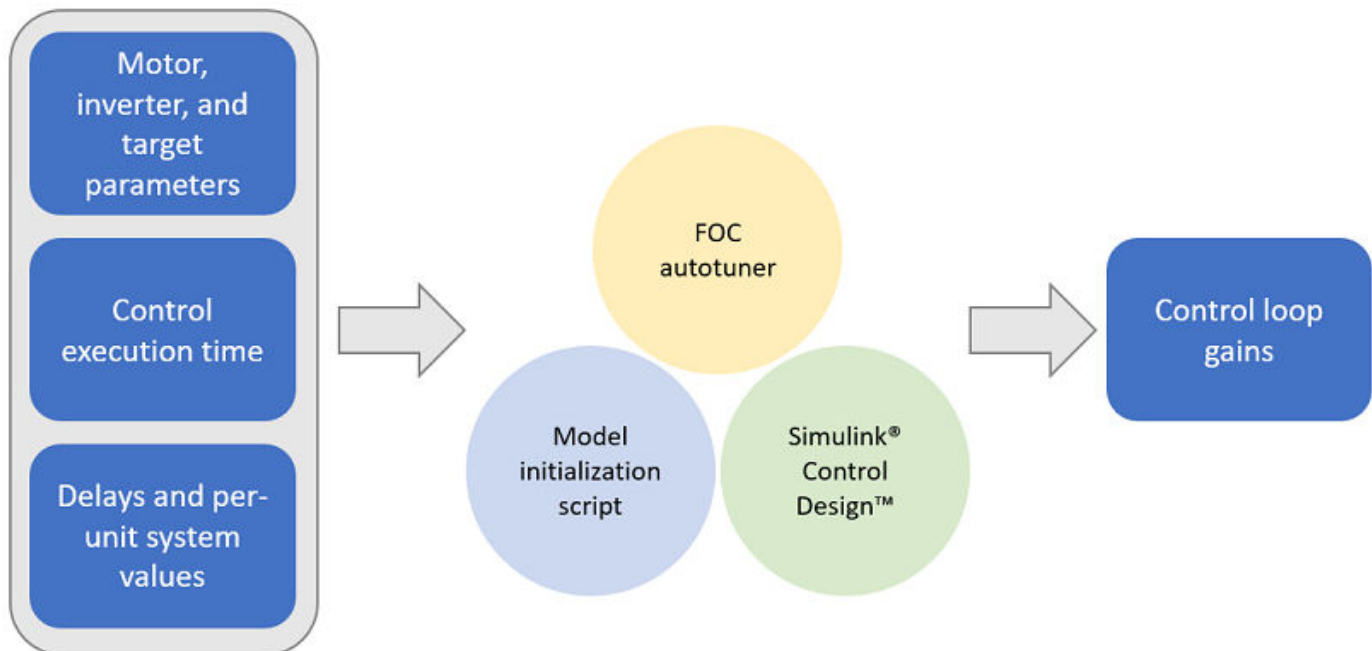 Motor,
inverter, and
target
parameters
Control
execution time
Delays and per-
unit system
values
FOC
autotuner
Model
initialization
script
Simulink®
Control
Design™
Control loop
gains